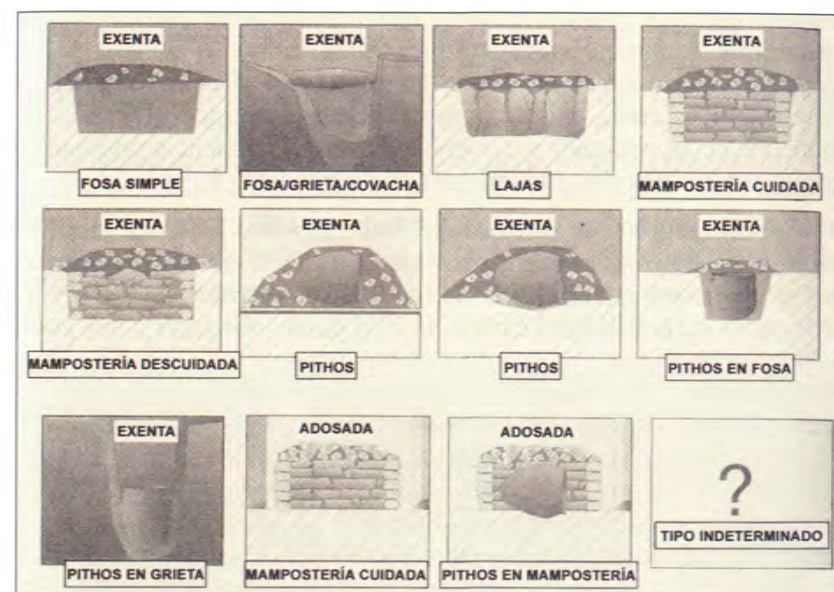 EXENTA
FOSA SIMPLE
EXENTA
FOSA/GRIETA/COVACHA
EXENTA
LAJAS
EXENTA
MAMPOSTERÍA CUIDADA
EXENTA
MAMPOSTERÍA DESCUIDADA
EXENTA
PITHOS
EXENTA
PITHOS
EXENTA
PITHOS EN FOSA
EXENTA
PITHOS EN GRIETA
ADOSADA
MAMPOSTERÍA CUIDADA
ADOSADA
PITHOS EN MAMPOSTERÍA
?
TIPO INDETERMINADO